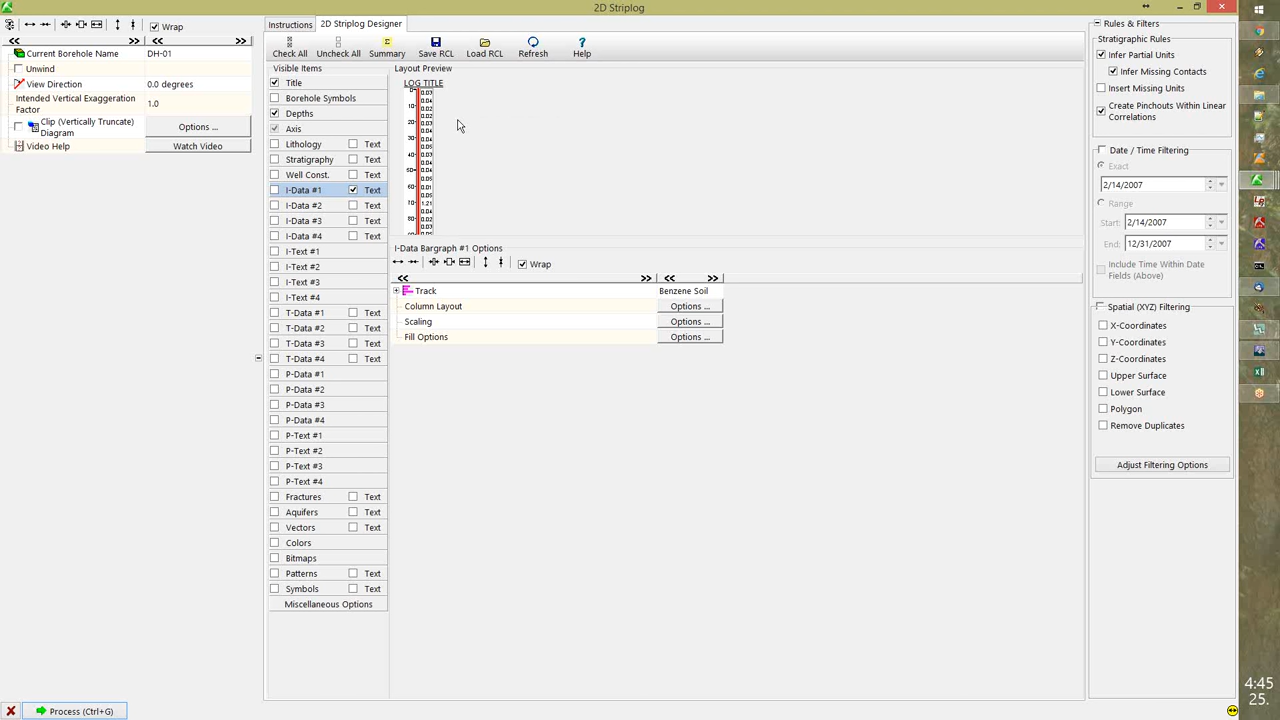 2D Striplog
Wrap
<< >> << >>
Current Borehole Name DH-01
Unwind
View Direction 0.0 degrees
Intended Vertical Exaggeration
Factor 1.0
Clip (Vertically Truncate)
Diagram Options ...
Video Help Watch Video
Instructions 2D Striplog Designer
Check All Uncheck All Summary Save RCL Load RCL Refresh Help
Visible Items
Title
Borehole Symbols
Depths
Axis
Lithology Text
Stratigraphy Text
Well Const. Text
I-Data #1 Text
I-Data #2 Text
I-Data #3 Text
I-Data #4 Text
I-Text #1
I-Text #2
I-Text #3
I-Text #4
T-Data #1 Text
T-Data #2 Text
T-Data #3 Text
T-Data #4 Text
P-Data #1
P-Data #2
P-Data #3
P-Data #4
P-Text #1
P-Text #2
P-Text #3
P-Text #4
Fractures Text
Aquifers Text
Vectors Text
Colors
Bitmaps
Patterns Text
Symbols Text
Miscellaneous Options
Layout Preview
LOG TITLE
I-Data Bargraph #1 Options
Wrap
<< >> << >>
Track Benzene Soil
Column Layout Options ...
Scaling Options ...
Fill Options Options ...
Rules & Filters
Stratigraphic Rules
Infer Partial Units
Infer Missing Contacts
Insert Missing Units
Create Pinchouts Within Linear
Correlations
Date / Time Filtering
Exact
2/14/2007
Range
Start: 2/14/2007
End: 12/31/2007
Include Time Within Date
Fields (Above)
Spatial (XYZ) Filtering
X-Coordinates
Y-Coordinates
Z-Coordinates
Upper Surface
Lower Surface
Polygon
Remove Duplicates
Adjust Filtering Options
Process (Ctrl+G)
4:45
25.